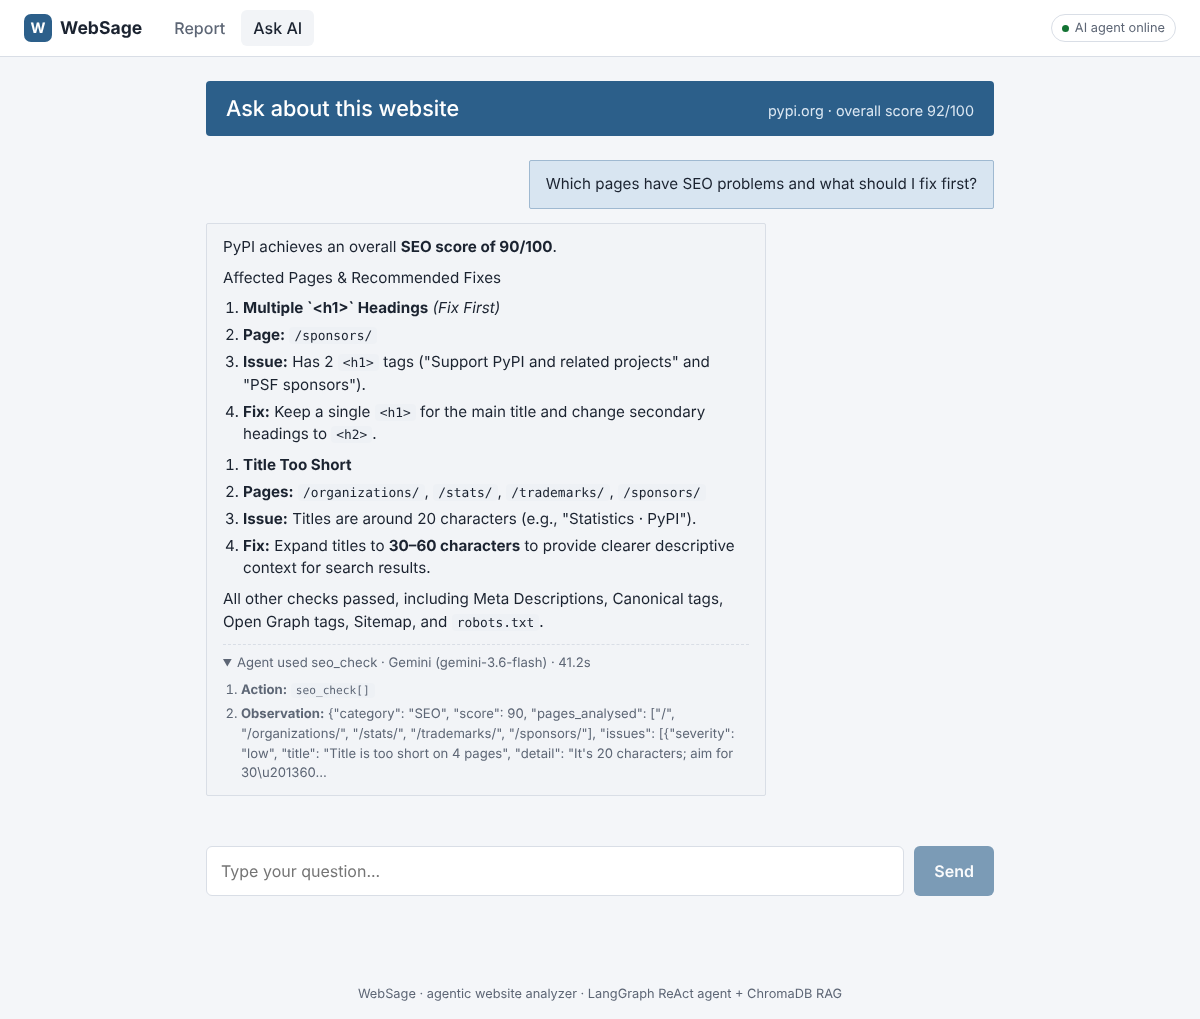 W WebSage Report Ask AI AI agent online
Ask about this website pypi.org · overall score 92/100
Which pages have SEO problems and what should I fix first?
PyPI achieves an overall SEO score of 90/100.
Affected Pages & Recommended Fixes
1. Multiple `<h1>` Headings (Fix First)
2. Page: /sponsors/
3. Issue: Has 2 <h1> tags ("Support PyPI and related projects" and
"PSF sponsors").
4. Fix: Keep a single <h1> for the main title and change secondary
headings to <h2>.
1. Title Too Short
2. Pages: /organizations/, /stats/, /trademarks/, /sponsors/
3. Issue: Titles are around 20 characters (e.g., "Statistics · PyPI").
4. Fix: Expand titles to 30–60 characters to provide clearer descriptive
context for search results.
All other checks passed, including Meta Descriptions, Canonical tags,
Open Graph tags, Sitemap, and robots.txt.
▼ Agent used seo_check · Gemini (gemini-3.6-flash) · 41.2s
1. Action: seo_check[]
2. Observation: {"category": "SEO", "score": 90, "pages_analysed": ["/",
"/organizations/", "/stats/", "/trademarks/", "/sponsors/"], "issues": [{"severity":
"low", "title": "Title is too short on 4 pages", "detail": "It's 20 characters; aim for
30\u201360...
Type your question... Send
WebSage · agentic website analyzer · LangGraph ReAct agent + ChromaDB RAG